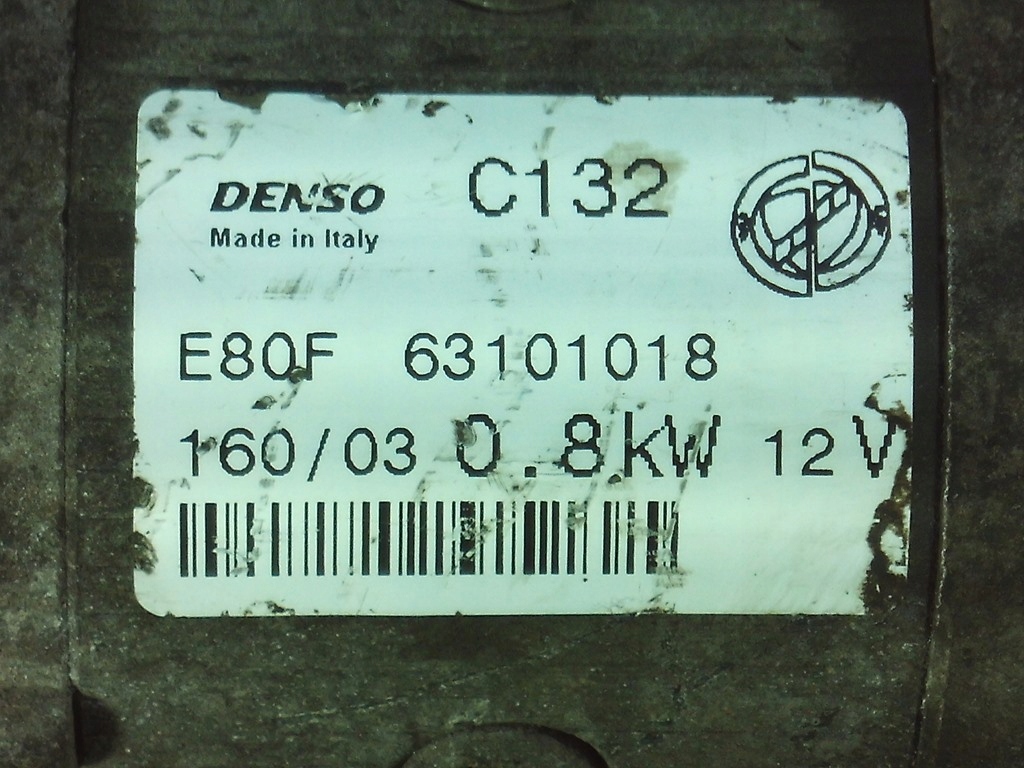 DENSO C132
Made in Italy
E80F 63101018
160/03 0.8kW 12V